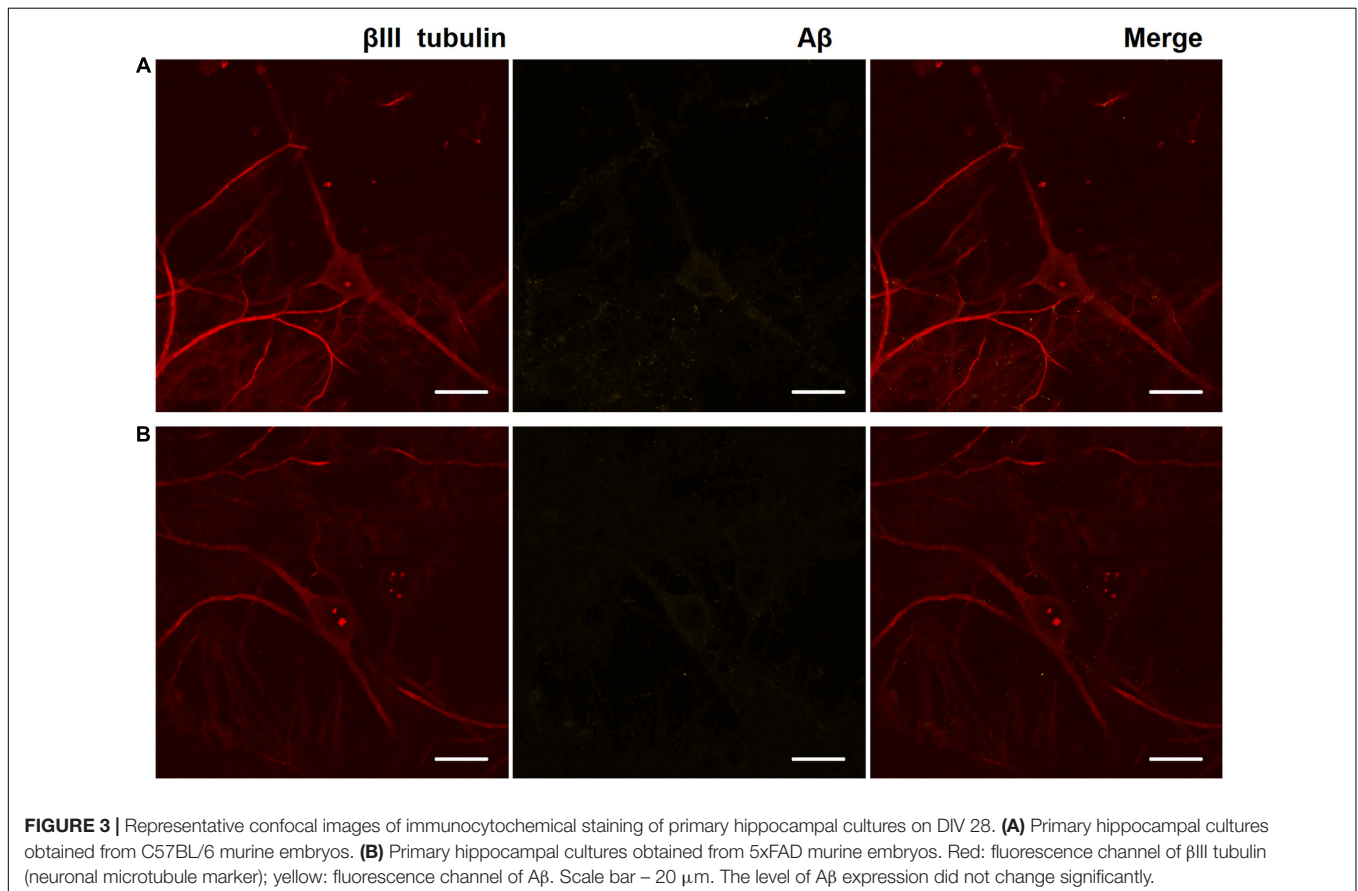 βIII tubulin Aβ Merge
A
B
FIGURE 3 | Representative confocal images of immunocytochemical staining of primary hippocampal cultures on DIV 28. (A) Primary hippocampal cultures
obtained from C57BL/6 murine embryos. (B) Primary hippocampal cultures obtained from 5xFAD murine embryos. Red: fluorescence channel of βIII tubulin
(neuronal microtubule marker); yellow: fluorescence channel of Aβ. Scale bar – 20 μm. The level of Aβ expression did not change significantly.